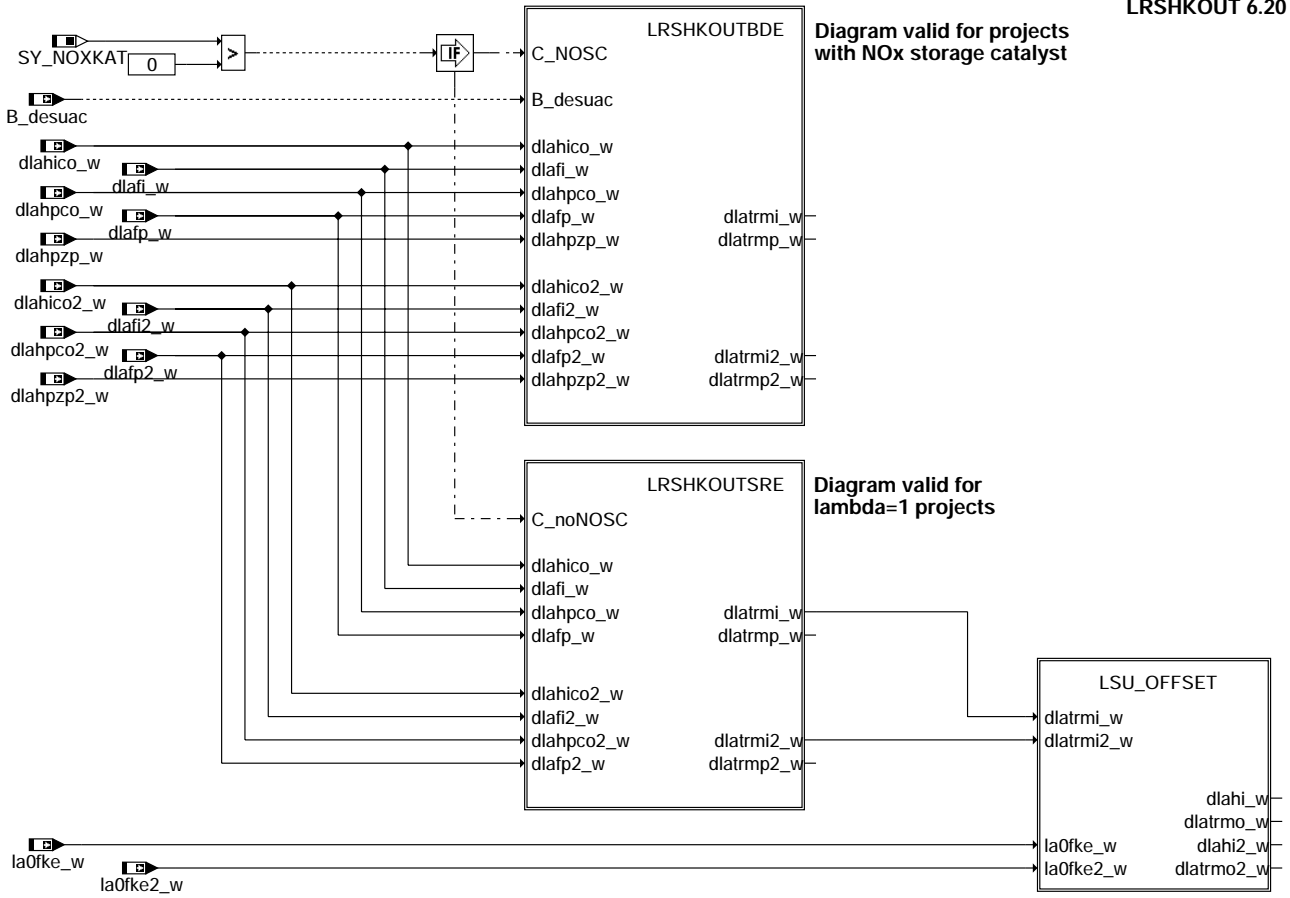 LRSHKOUT 6.20
LRSHKOUTBDE
Diagram valid for projects
with NOx storage catalyst
SY_NOXKAT
0
>
IF
C_NOSC
B_desuac
B_desuac
dlahico_w
dlahico_w
dlafi_w
dlafi_w
dlahpco_w
dlahpco_w
dlafp_w
dlafp_w
dlatrmi_w
dlahpzp_w
dlahpzp_w
dlatrmp_w
dlahico2_w
dlahico2_w
dlafi2_w
dlafi2_w
dlahpco2_w
dlahpco2_w
dlafp2_w
dlafp2_w
dlatrmi2_w
dlahpzp2_w
dlahpzp2_w
dlatrmp2_w
LRSHKOUTSRE
Diagram valid for
lambda=1 projects
C_noNOSC
dlahico_w
dlafi_w
dlahpco_w
dlatrmi_w
dlafp_w
dlatrmp_w
dlahico2_w
dlafi2_w
dlahpco2_w
dlatrmi2_w
dlafp2_w
dlatrmp2_w
LSU_OFFSET
dlatrmi_w
dlatrmi2_w
dlahi_w
dlatrmo_w
la0fke_w
la0fke_w
dlahi2_w
la0fke2_w
la0fke2_w
dlatrmo2_w